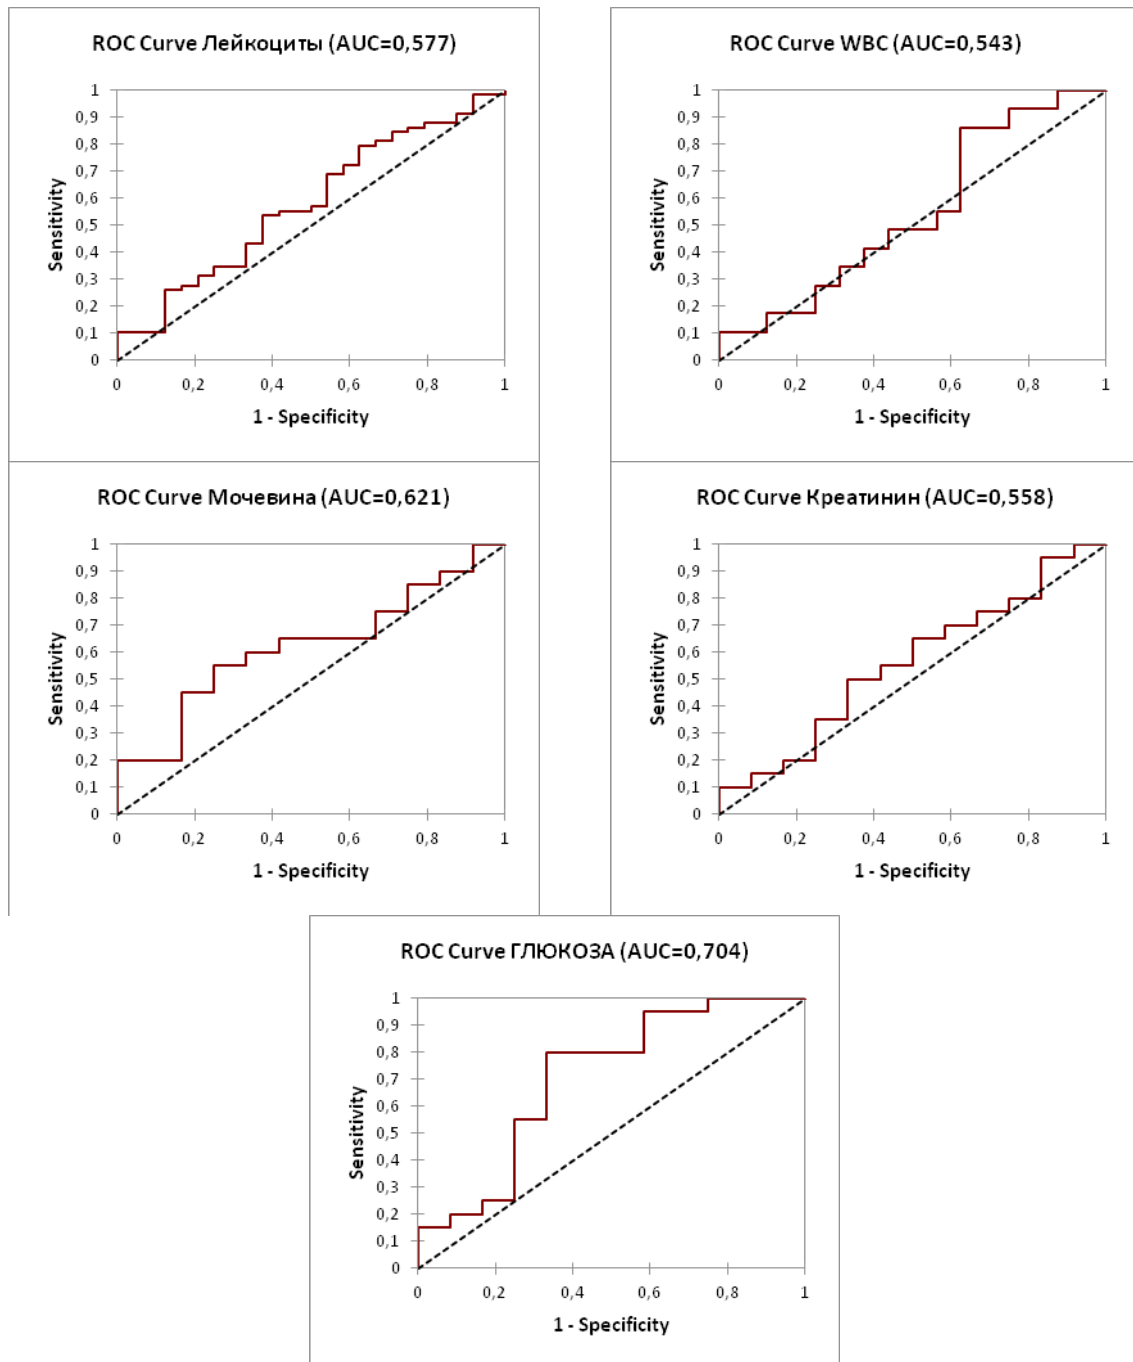 ROC Curve Лейкоциты (AUC=0,577)
1
0,9
0,8
0,7
0,6
0,5
0,4
0,3
0,2
0,1
0
Sensitivity
0 0,2 0,4 0,6 0,8 1
1 - Specificity
ROC Curve WBC (AUC=0,543)
1
0,9
0,8
0,7
0,6
0,5
0,4
0,3
0,2
0,1
0
Sensitivity
0 0,2 0,4 0,6 0,8 1
1 - Specificity
ROC Curve Мочевина (AUC=0,621)
1
0,9
0,8
0,7
0,6
0,5
0,4
0,3
0,2
0,1
0
Sensitivity
0 0,2 0,4 0,6 0,8 1
1 - Specificity
ROC Curve Креатинин (AUC=0,558)
1
0,9
0,8
0,7
0,6
0,5
0,4
0,3
0,2
0,1
0
Sensitivity
0 0,2 0,4 0,6 0,8 1
1 - Specificity
ROC Curve ГЛЮКОЗА (AUC=0,704)
1
0,9
0,8
0,7
0,6
0,5
0,4
0,3
0,2
0,1
0
Sensitivity
0 0,2 0,4 0,6 0,8 1
1 - Specificity